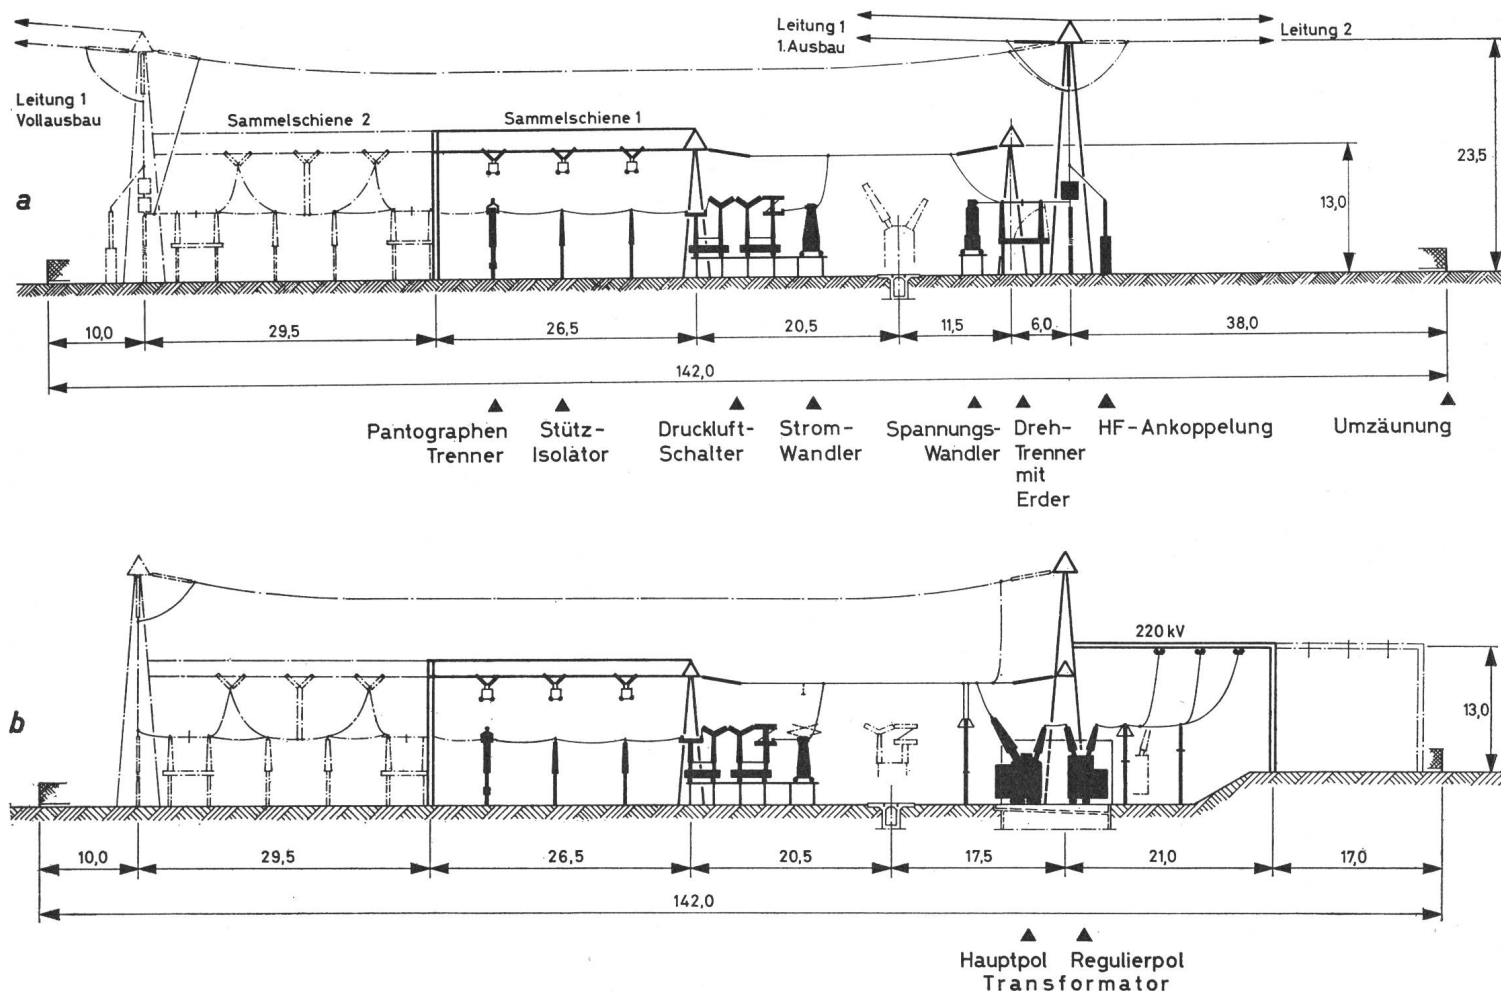 Leitung 1
1.Ausbau
Leitung 2
Leitung 1
Vollausbau
Sammelschiene 2
Sammelschiene 1
23,5
a
13,0
10,0
29,5
26,5
20,5
11,5
6,0
38,0
142,0
Pantographen
Trenner
Stütz-
Isolator
Druckluft-
Schalter
Strom-
Wandler
Spannungs-
Wandler
Dreh-
Trenner
mit
Erder
HF-Ankoppelung
Umzäunung
220 kV
b
13,0
10,0
29,5
26,5
20,5
17,5
21,0
17,0
142,0
Hauptpol Regulierpol
Transformator